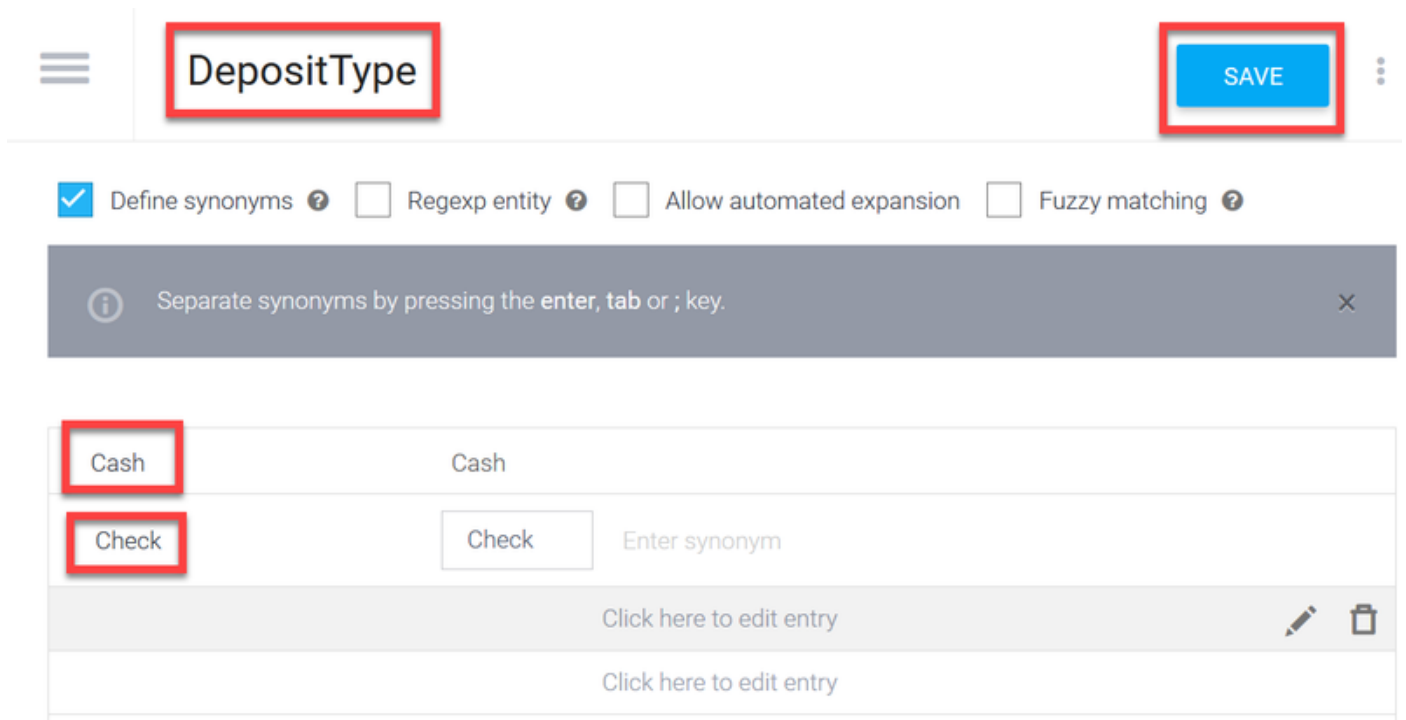 DepositType
SAVE
Define synonyms Regexp entity Allow automated expansion Fuzzy matching
Separate synonyms by pressing the enter, tab or ; key.
Cash Cash
Check Check Enter synonym
Click here to edit entry
Click here to edit entry